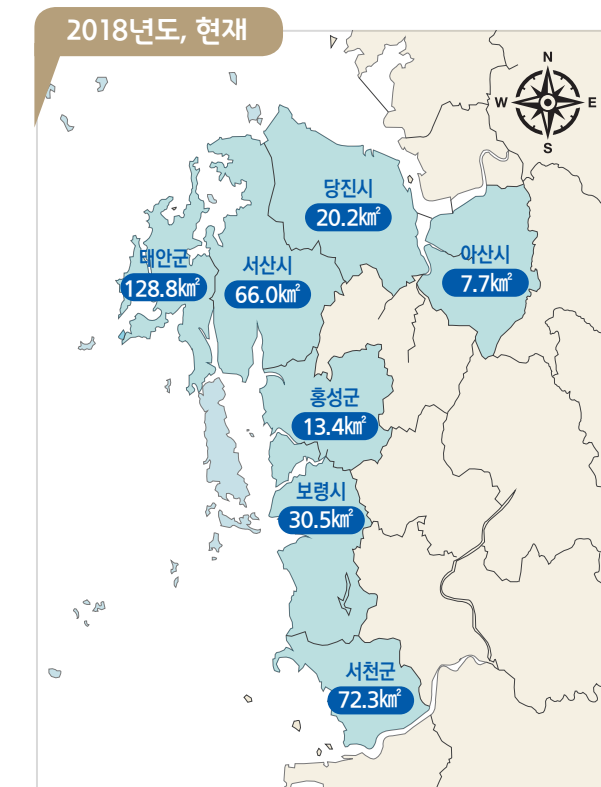 2018년도, 현재
N
W E
S
당진시
20.2㎢
아산시
7.7㎢
태안군
128.8㎢
서산시
66.0㎢
홍성군
13.4㎢
보령시
30.5㎢
서천군
72.3㎢